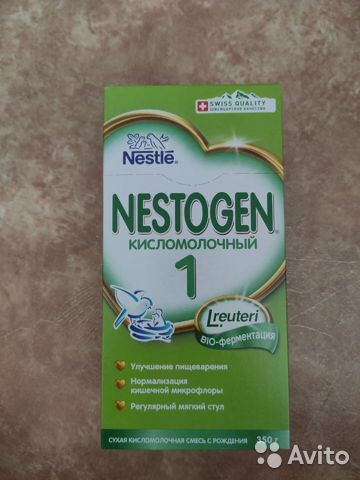 SWISS QUALITY
ШВЕЙЦАРСКОЕ КАЧЕСТВО
Nestlé®
NESTOGEN®
КИСЛОМОЛОЧНЫЙ
1
L.reuteri
BIO-ферментация
Улучшение пищеварения
Нормализация
кишечной микрофлоры
Регулярный мягкий стул
СУХАЯ КИСЛОМОЛОЧНАЯ СМЕСЬ С РОЖДЕНИЯ 350 г
Avito